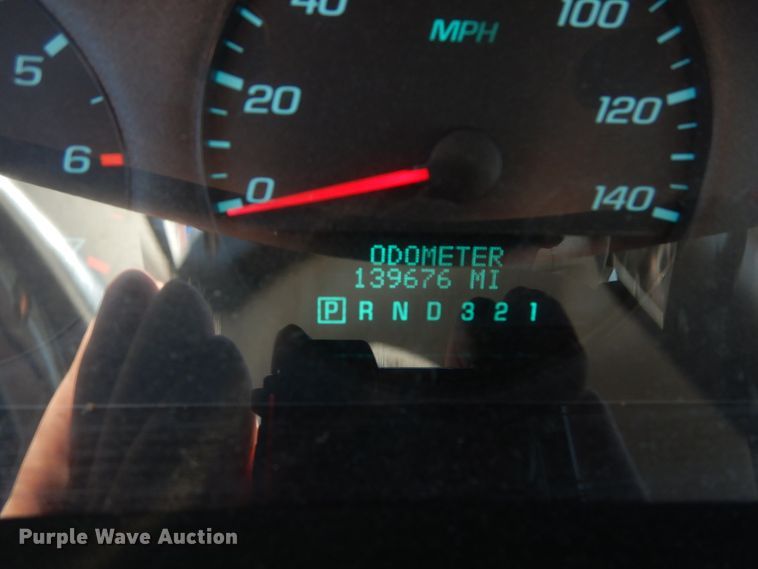 40
100
MPH
5
20
120
6
0
140
ODOMETER
139676 MI
P R N D 3 2 1
Purple Wave Auction